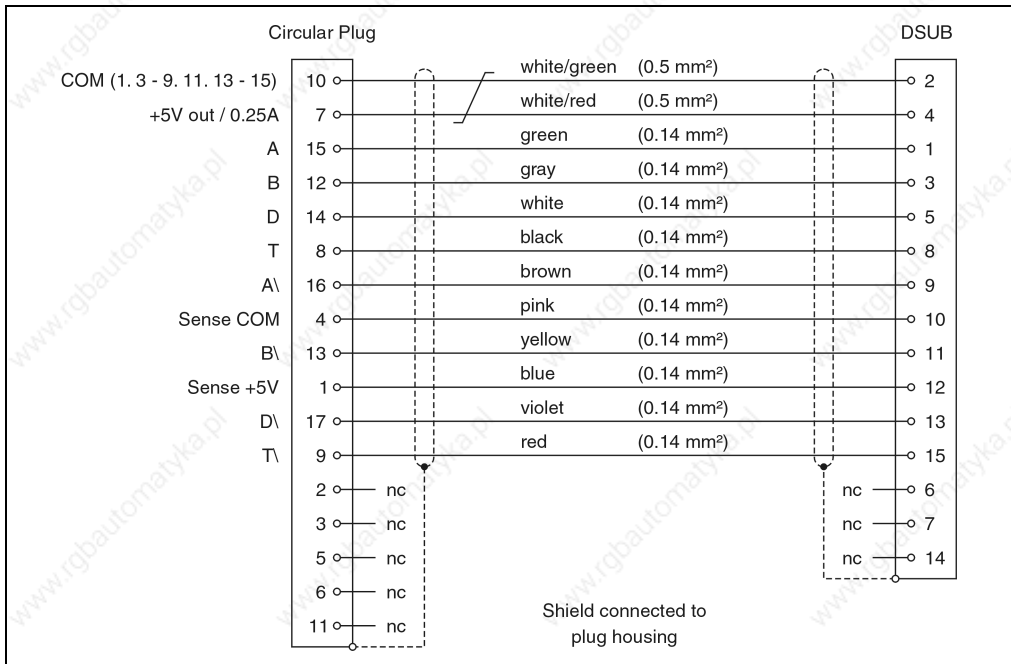 Circular Plug DSUB
COM (1. 3 - 9. 11. 13 - 15) 10 white/green (0.5 mm²) 2
+5V out / 0.25A 7 white/red (0.5 mm²) 4
A 15 green (0.14 mm²) 1
B 12 gray (0.14 mm²) 3
D 14 white (0.14 mm²) 5
T 8 black (0.14 mm²) 8
A\ 16 brown (0.14 mm²) 9
Sense COM 4 pink (0.14 mm²) 10
B\ 13 yellow (0.14 mm²) 11
Sense +5V 1 blue (0.14 mm²) 12
D\ 17 violet (0.14 mm²) 13
T\ 9 red (0.14 mm²) 15
2 nc nc 6
3 nc nc 7
5 nc nc 14
6 nc
11 nc
Shield connected to
plug housing
www.rgbautomatyka.pl